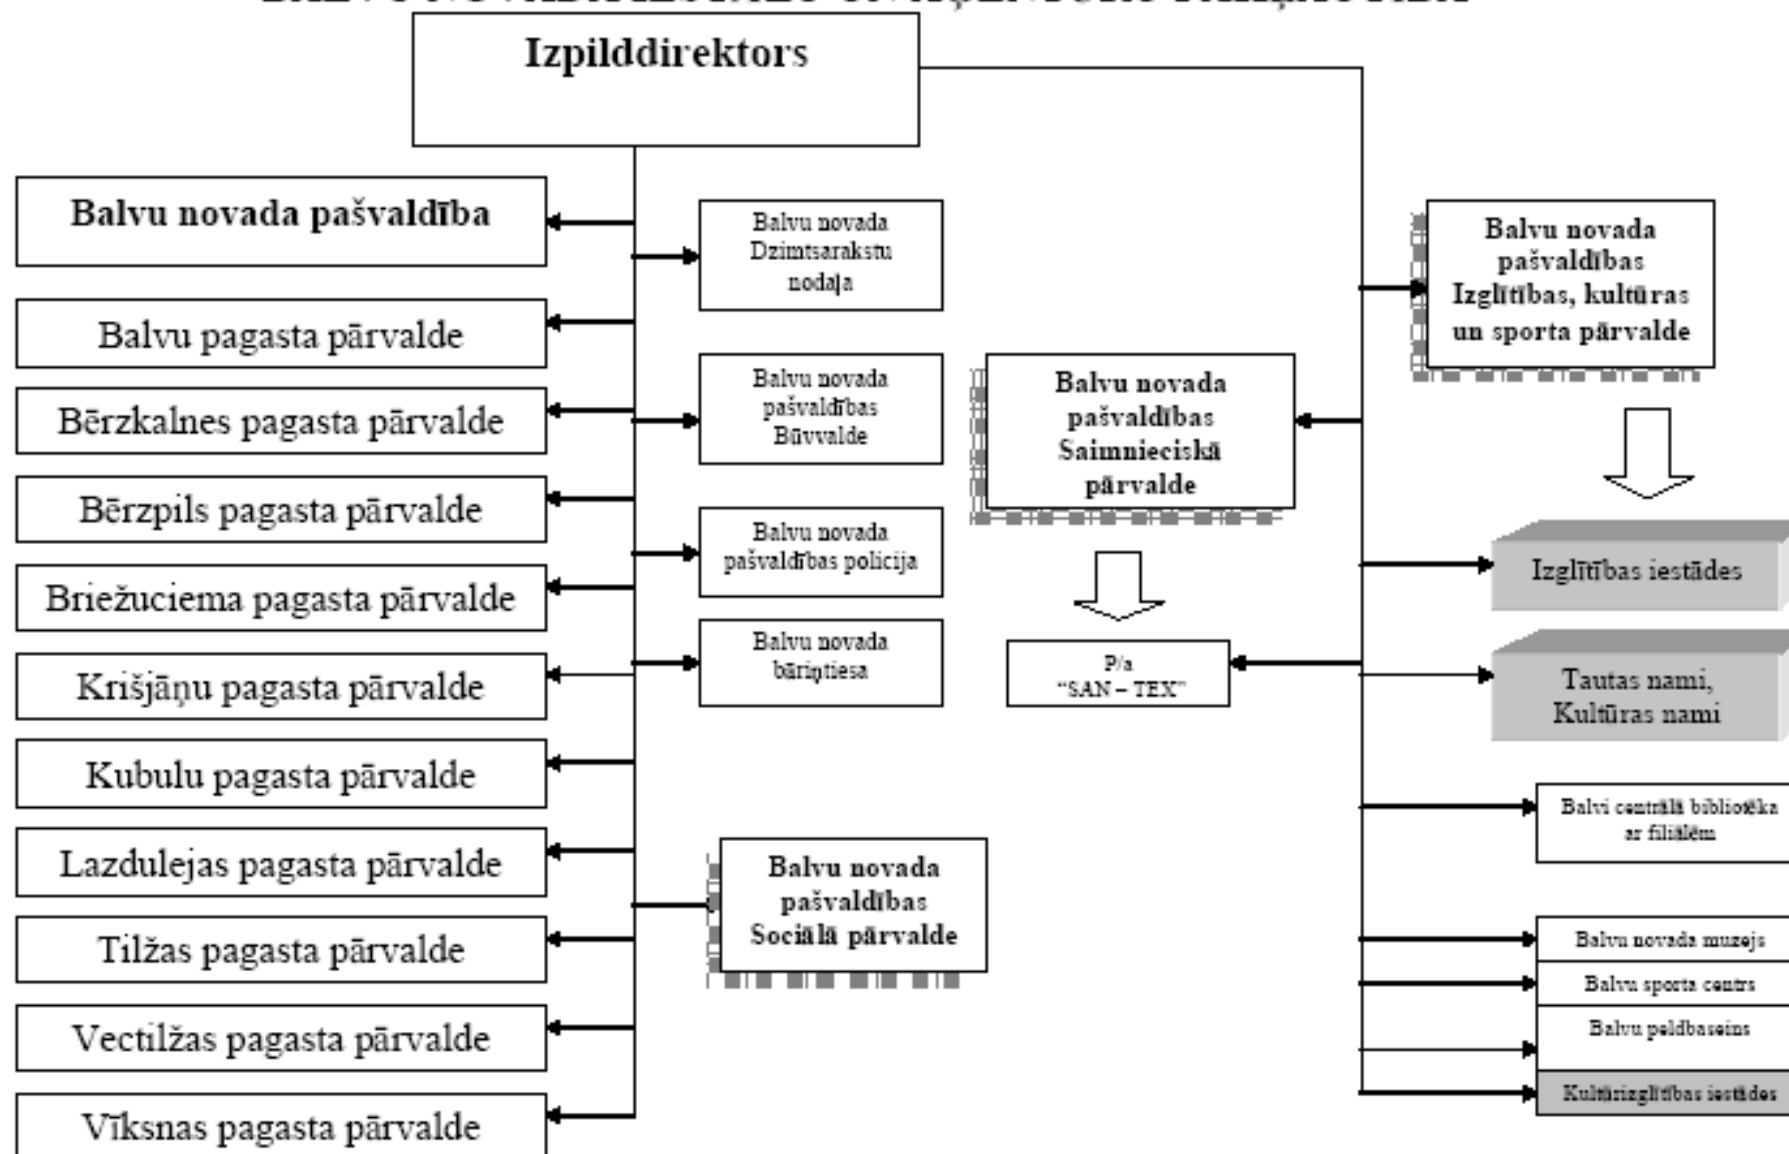 Izpilddirektors
Balvu novada pašvaldība
Balvu pagasta pārvalde
Bērzkalnes pagasta pārvalde
Bērzpils pagasta pārvalde
Briežuciema pagasta pārvalde
Krišjāņu pagasta pārvalde
Kubulu pagasta pārvalde
Lazdulejas pagasta pārvalde
Tilžas pagasta pārvalde
Vectilžas pagasta pārvalde
Vīksnas pagasta pārvalde
Balvu novada
Dzimtsarakstu
nodaļa
Balvu novada
pašvaldības
Būvvalde
Balvu novada
pašvaldības policija
Balvu novada
bāriņtiesa
Balvu novada
pašvaldības
Sociālā pārvalde
Balvu novada
pašvaldības
Saimnieciskā
pārvalde
P/a
“SAN – TEX”
Balvu novada
pašvaldības
Izglītības, kultūras
un sporta pārvalde
Izglītības iestādes
Tautas nami,
Kultūras nami
Balvi centrālā bibliotēka
ar filiālēm
Balvu novada muzejs
Balvu sporta centrs
Balvu peldbaseins
Kultūrizglītības iestādes